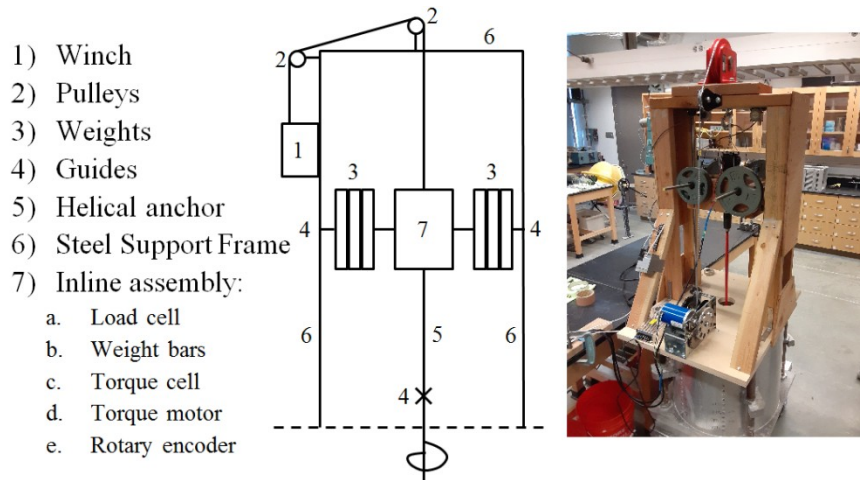 1) Winch
2) Pulleys
3) Weights
4) Guides
5) Helical anchor
6) Steel Support Frame
7) Inline assembly:
a. Load cell
b. Weight bars
c. Torque cell
d. Torque motor
e. Rotary encoder
2
6
2
1
3
3
4
7
4
6
5
6
4